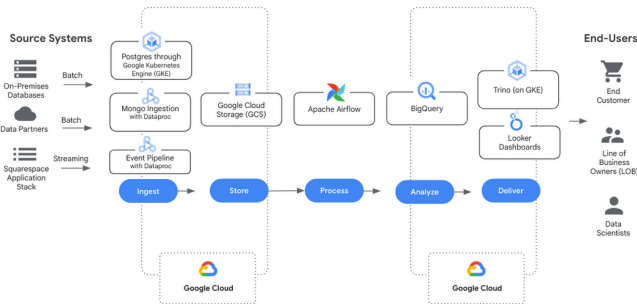 Source Systems
End-Users
On-Premises
Databases
Batch
Data Partners
Batch
Squarespace
Application
Stack
Streaming
Postgres through
Google Kubernetes
Engine (GKE)
Mongo Ingestion
with Dataproc
Event Pipeline
with Dataproc
Google Cloud
Storage (GCS)
Apache Airflow
BigQuery
Trino (on GKE)
Looker
Dashboards
End
Customer
Line of
Business
Owners (LOB)
Data
Scientists
Ingest
Store
Process
Analyze
Deliver
Google Cloud
Google Cloud